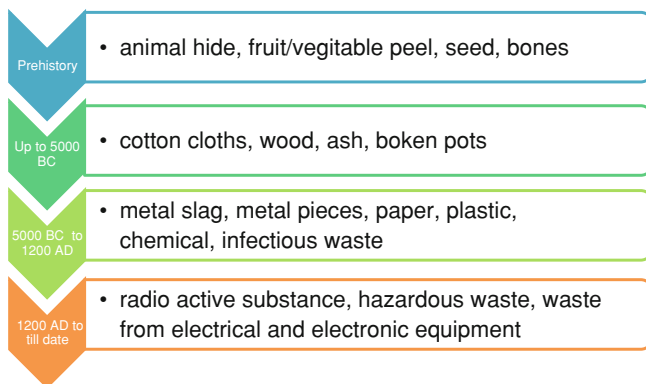 Prehistory
• animal hide, fruit/vegitable peel, seed, bones
Up to 5000
BC
• cotton cloths, wood, ash, boken pots
5000 BC to
1200 AD
• metal slag, metal pieces, paper, plastic,
chemical, infectious waste
1200 AD to
till date
• radio active substance, hazardous waste, waste
from electrical and electronic equipment